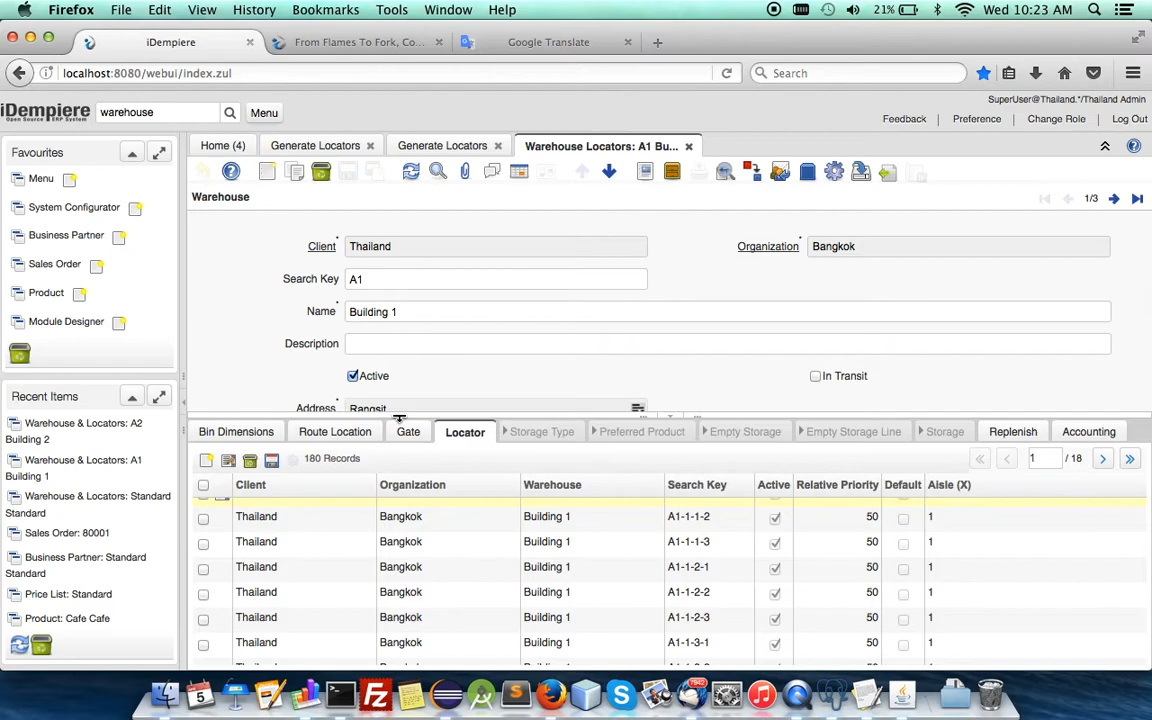 Firefox File Edit View History Bookmarks Tools Window Help 21% Wed 10:23 AM
iDempiere From Flames To Fork, Co... Google Translate
localhost:8080/webui/index.zul Search
SuperUser@Thailand.*/Thailand Admin
iDempiere warehouse Menu Feedback Preference Change Role Log Out
Open Source ERP System
Favourites Home (4) Generate Locators Generate Locators Warehouse Locators: A1 Bu...
Menu
System Configurator
Business Partner
Sales Order
Product
Module Designer
Warehouse 1/3
Client Thailand Organization Bangkok
Search Key A1
Name Building 1
Description
Active In Transit
Address Rangsit
Recent Items
Warehouse & Locators: A2
Building 2
Warehouse & Locators: A1
Building 1
Warehouse & Locators: Standard
Standard
Sales Order: 80001
Business Partner: Standard
Standard
Price List: Standard
Product: Cafe Cafe
Bin Dimensions Route Location Gate Locator Storage Type Preferred Product Empty Storage Empty Storage Line Storage Replenish Accounting
180 Records 1 / 18
Client Organization Warehouse Search Key Active Relative Priority Default Aisle (X)
Thailand Bangkok Building 1 A1-1-1-2 50 1
Thailand Bangkok Building 1 A1-1-1-3 50 1
Thailand Bangkok Building 1 A1-1-2-1 50 1
Thailand Bangkok Building 1 A1-1-2-2 50 1
Thailand Bangkok Building 1 A1-1-2-3 50 1
Thailand Bangkok Building 1 A1-1-3-1 50 1
5
7942